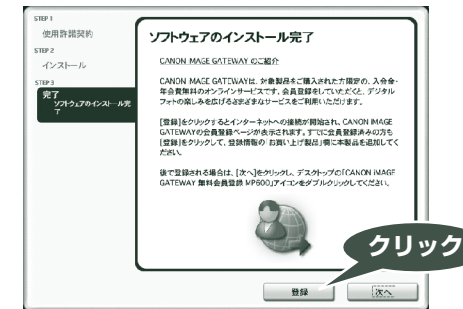 STEP 1
使用許諾契約
STEP 2
インストール
STEP 3
完了
ソフトウェアのインストール完
了
ソフトウェアのインストール完了
CANON iMAGE GATEWAY のご紹介
CANON iMAGE GATEWAYは、対象製品をご購入された方限定の、入会金・
年会費無料のオンラインサービスです。会員登録をしていただくと、デジタル
フォトの楽しみを広げるさまざまなサービスをご利用いただけます。
[登録]をクリックするとインターネットへの接続が開始され、CANON iMAGE
GATEWAYの会員登録ページが表示されます。すでに会員登録済みの方も
[登録]をクリックして、登録情報の「お買い上げ製品」欄に本製品を追加してく
ださい。
後で登録される場合は、[次へ]をクリックし、デスクトップの「CANON iMAGE
GATEWAY 無料会員登録 MP600」アイコンをダブルクリックしてください。
クリック
登録
次へ